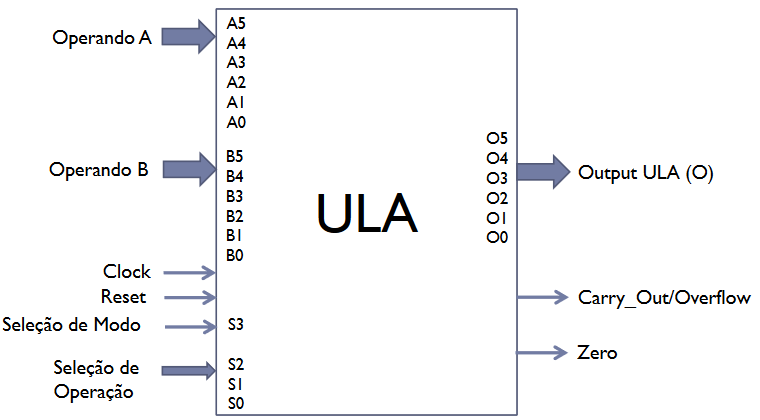 Operando A
A5
A4
A3
A2
A1
A0
Operando B
B5
B4
B3
B2
B1
B0
Clock
Reset
Seleção de Modo
S3
Seleção de
Operação
S2
S1
S0
ULA
O5
O4
O3
O2
O1
O0
Output ULA (O)
Carry_Out/Overflow
Zero